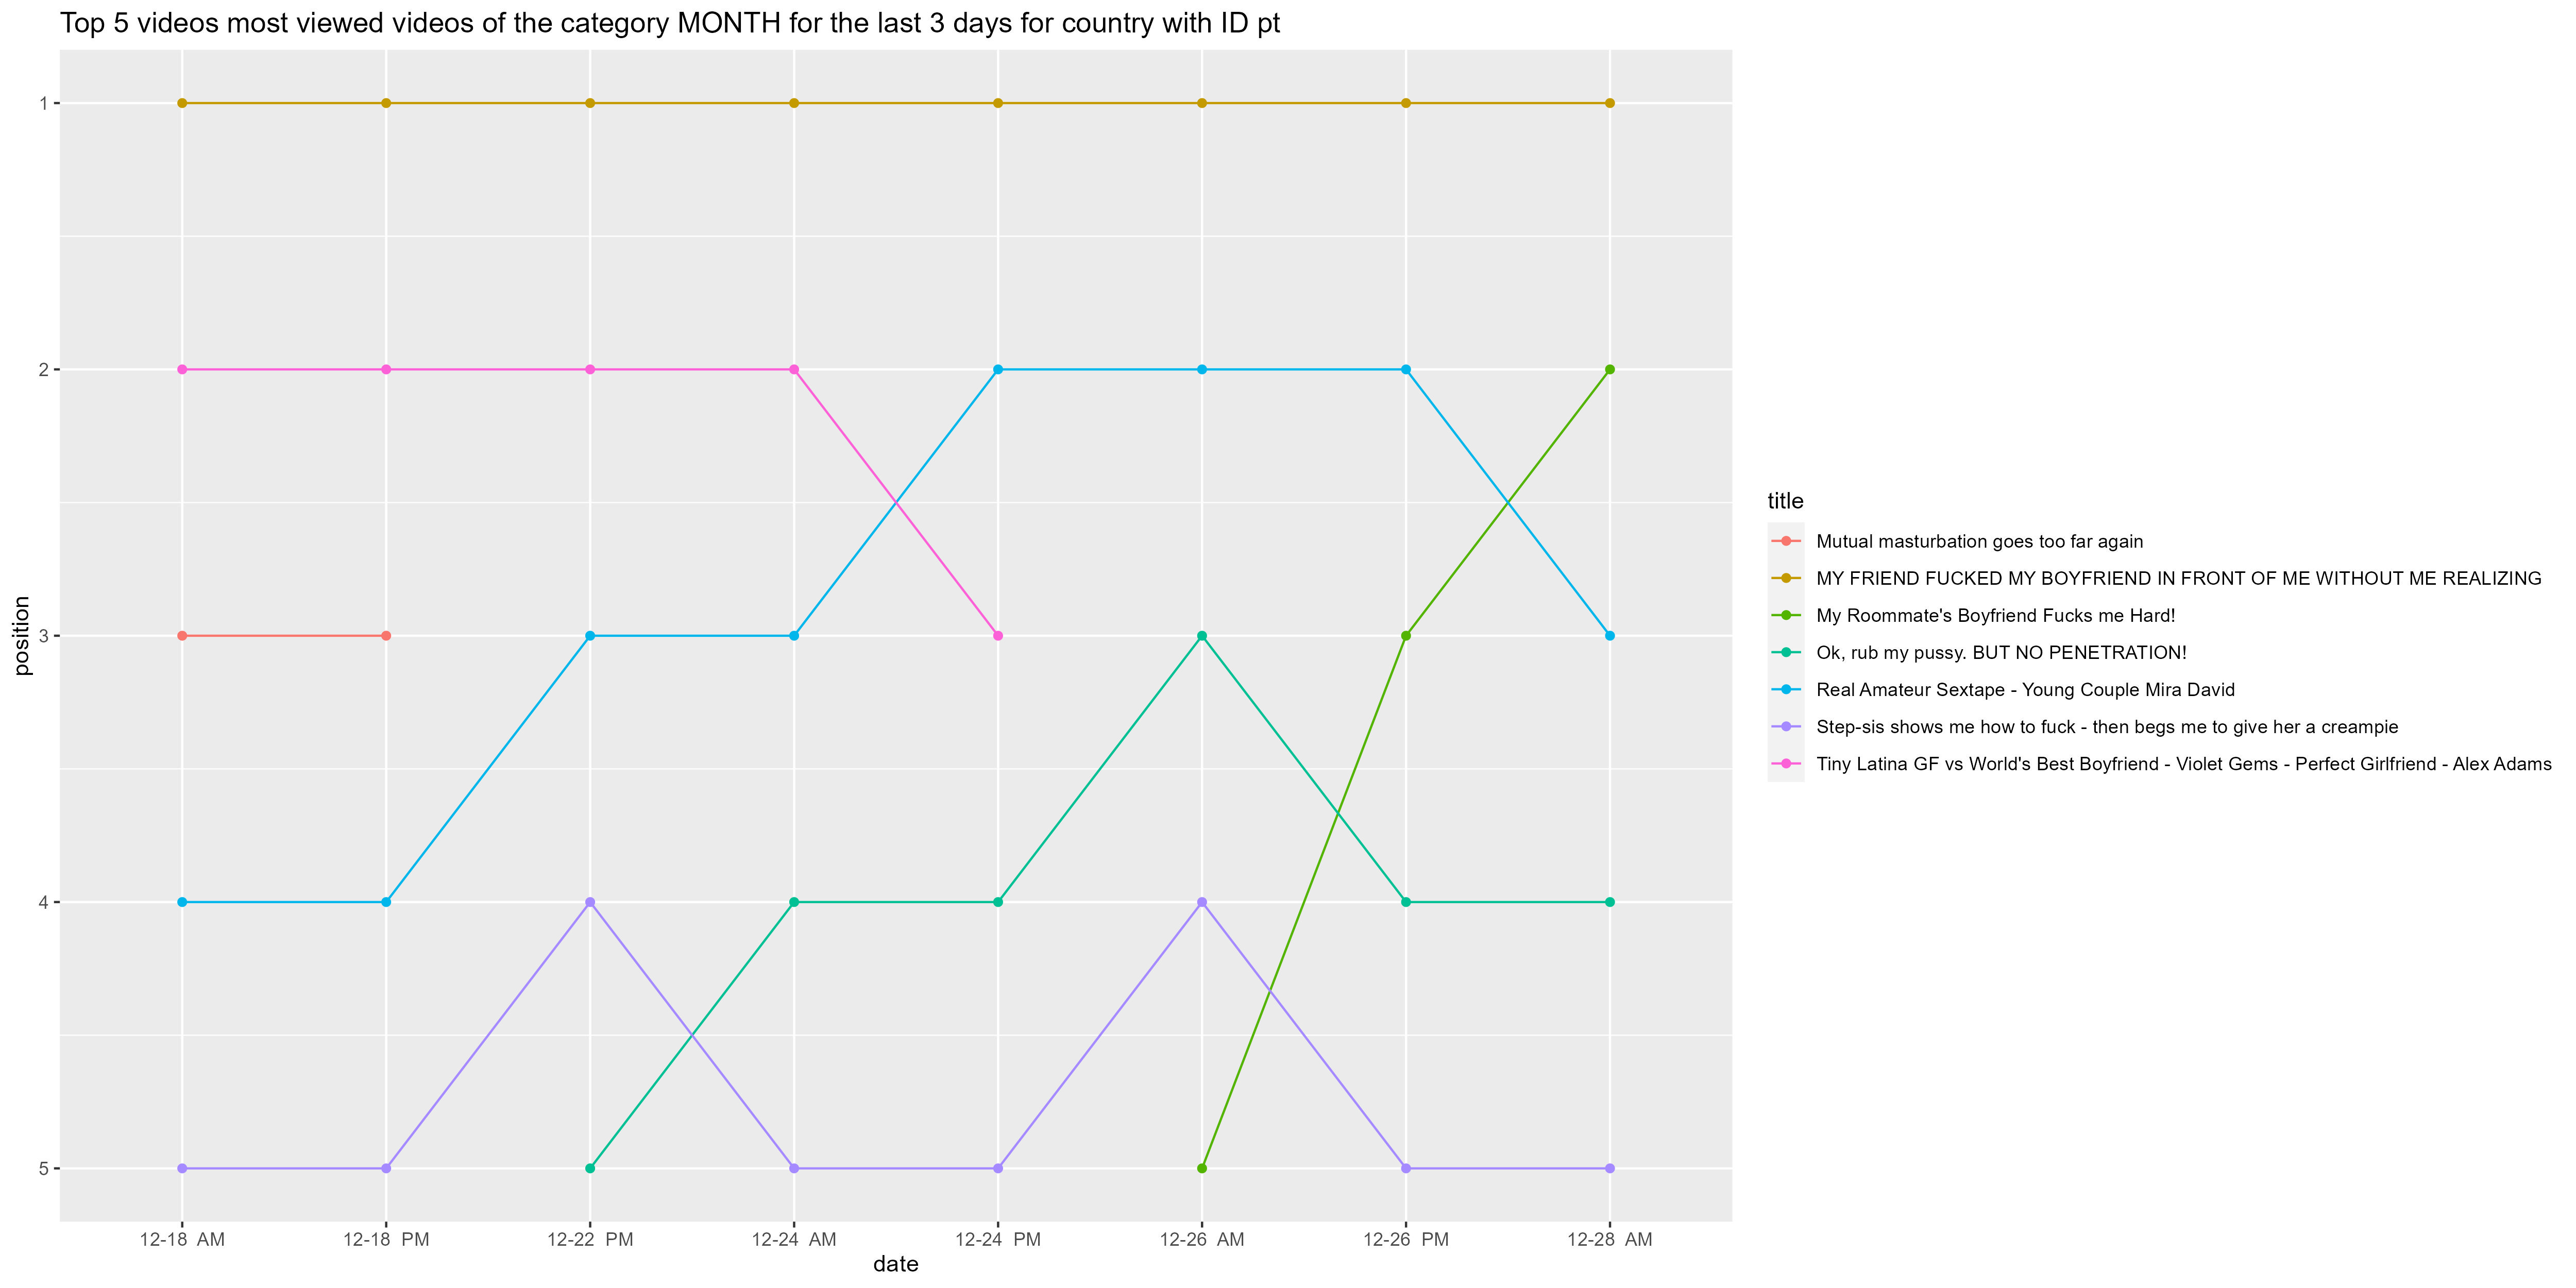 Top 5 videos most viewed videos of the category MONTH for the last 3 days for country with ID pt
1
2
3
4
5
position
12-18 AM
12-18 PM
12-22 PM
12-24 AM
12-24 PM
12-26 AM
12-26 PM
12-28 AM
date
title
Mutual masturbation goes too far again
MY FRIEND FUCKED MY BOYFRIEND IN FRONT OF ME WITHOUT ME REALIZING
My Roommate's Boyfriend Fucks me Hard!
Ok, rub my pussy. BUT NO PENETRATION!
Real Amateur Sextape - Young Couple Mira David
Step-sis shows me how to fuck - then begs me to give her a creampie
Tiny Latina GF vs World's Best Boyfriend - Violet Gems - Perfect Girlfriend - Alex Adams